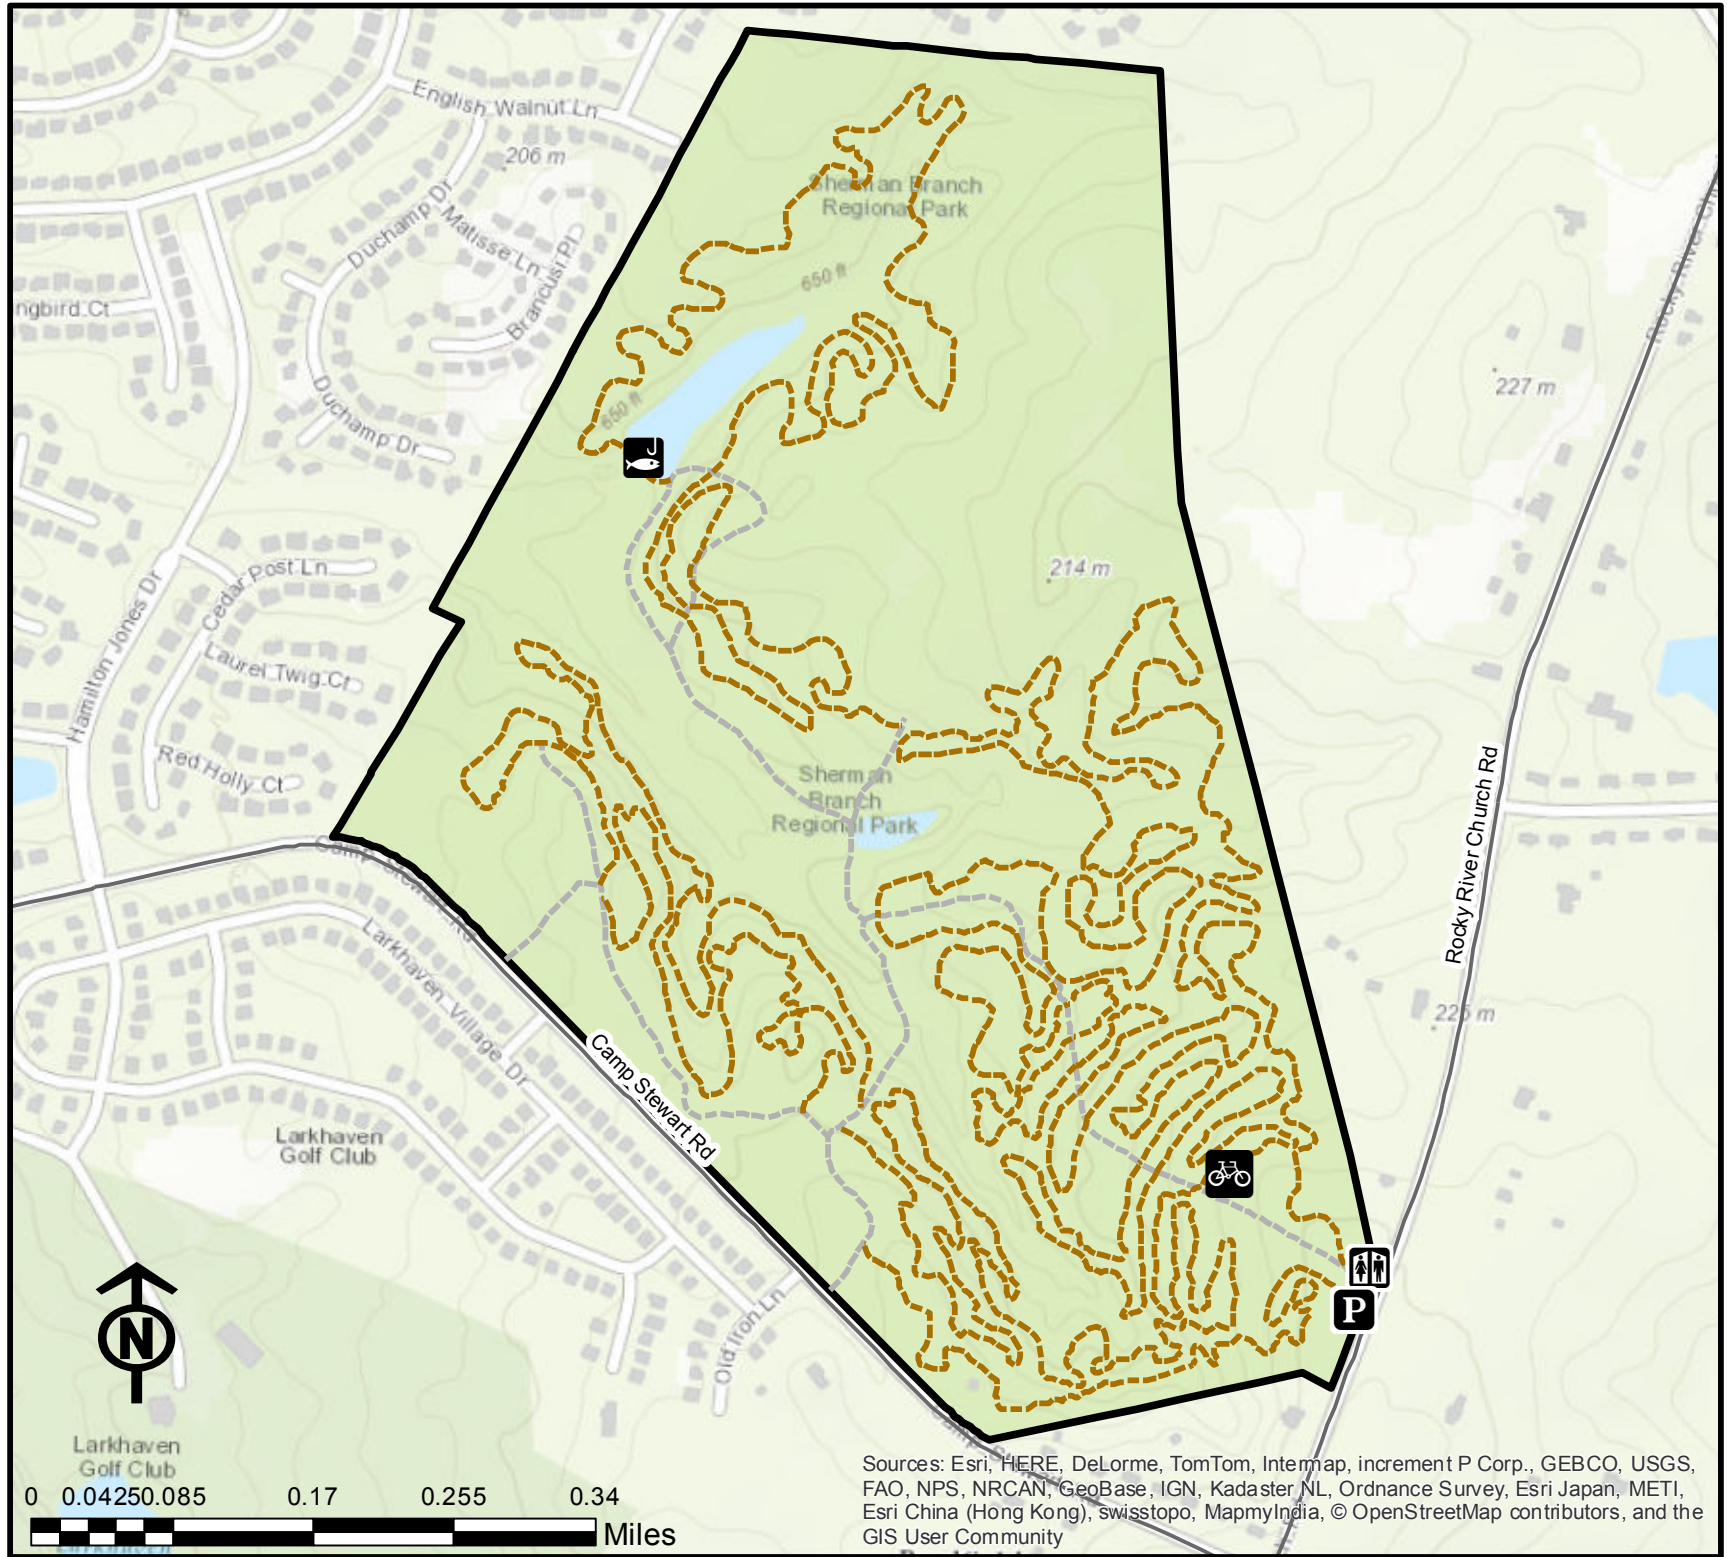 English Walnut Ln
206 m
Duchamp Dr
Matisse Ln
Brancusi Pl
Sherman Branch
Regional Park
650 ft
ngbird Ct
Rocky River
650 ft
Duchamp Dr
227 m
Cedar Post Ln
214 m
Hamilton Jones Dr
Laurel Twig Ct
Red Holly Ct
Sherman
Branch
Regional Park
Rocky River Church Rd
Camp Stewart Rd
Larkhaven Village Dr
225 m
Camp Stewart Rd
Larkhaven
Golf Club
P
N
Old Iron Ln
Larkhaven
Golf Club
0 0.0425 0.085 0.17 0.255 0.34
Miles
Sources: Esri, HERE, DeLorme, TomTom, Intermap, increment P Corp., GEBCO, USGS,
FAO, NPS, NRCAN, GeoBase, IGN, Kadaster NL, Ordnance Survey, Esri Japan, METI,
Esri China (Hong Kong), swisstopo, MapmyIndia, © OpenStreetMap contributors, and the
GIS User Community